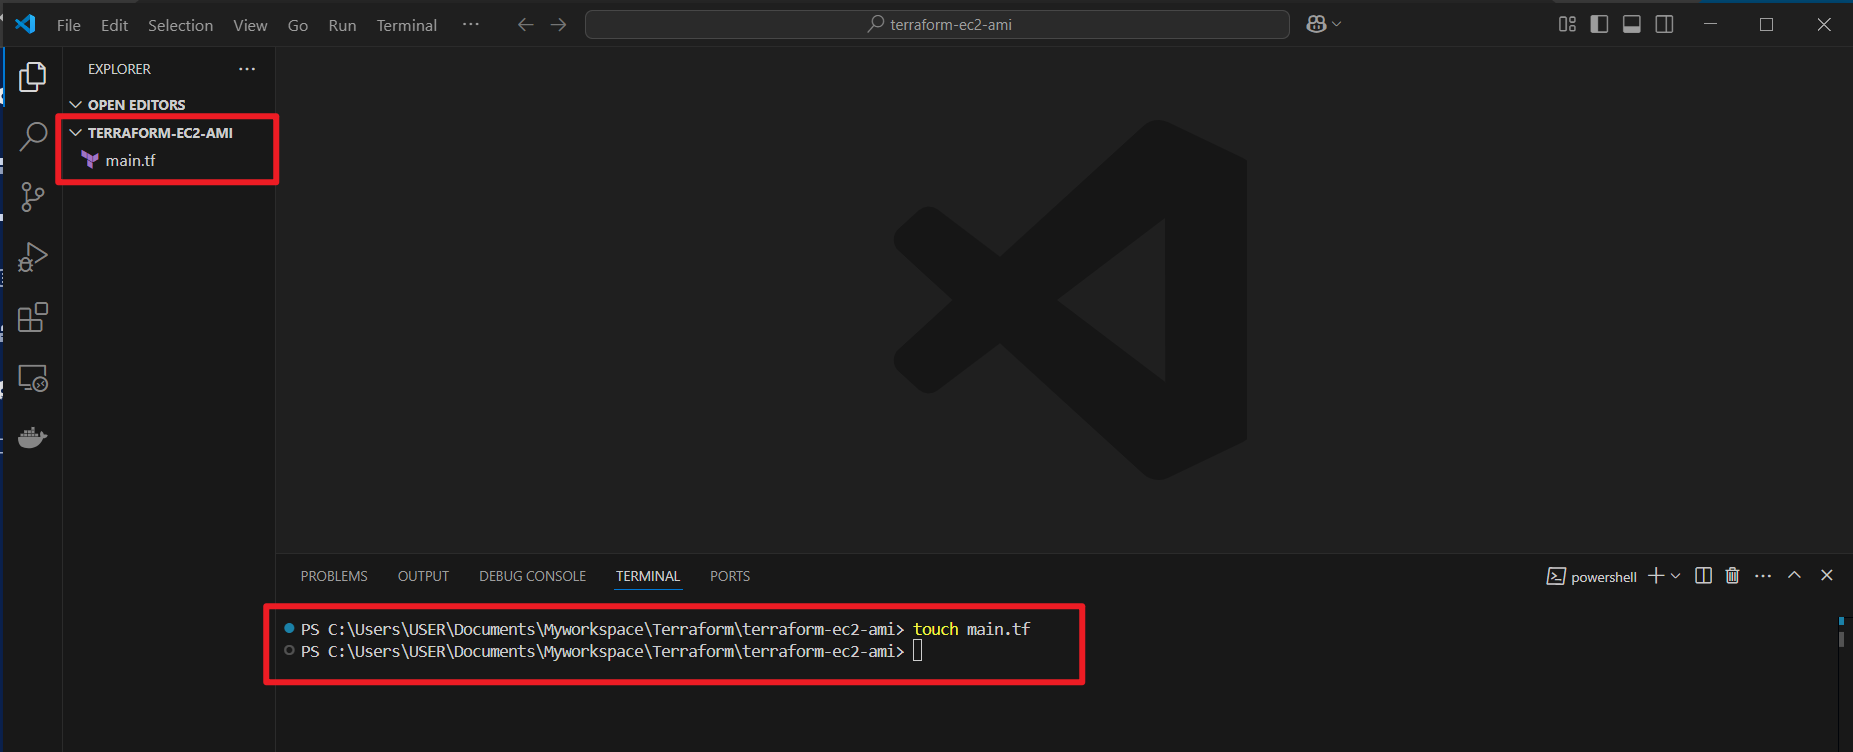 File Edit Selection View Go Run Terminal ··· terraform-ec2-ami
EXPLORER ···
OPEN EDITORS
TERRAFORM-EC2-AMI
main.tf
PROBLEMS OUTPUT DEBUG CONSOLE TERMINAL PORTS powershell ···
PS C:\Users\USER\Documents\Myworkspace\Terraform\terraform-ec2-ami> touch main.tf
PS C:\Users\USER\Documents\Myworkspace\Terraform\terraform-ec2-ami>